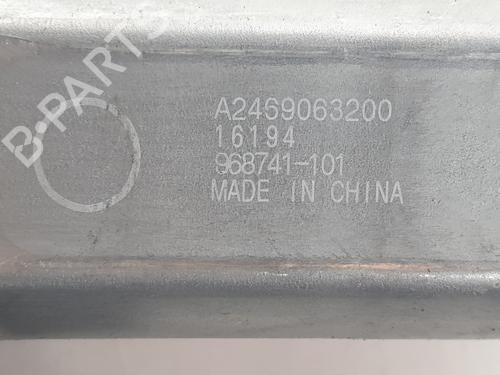 B-PARTS
A2469063200
16194
968741-101
MADE IN CHINA